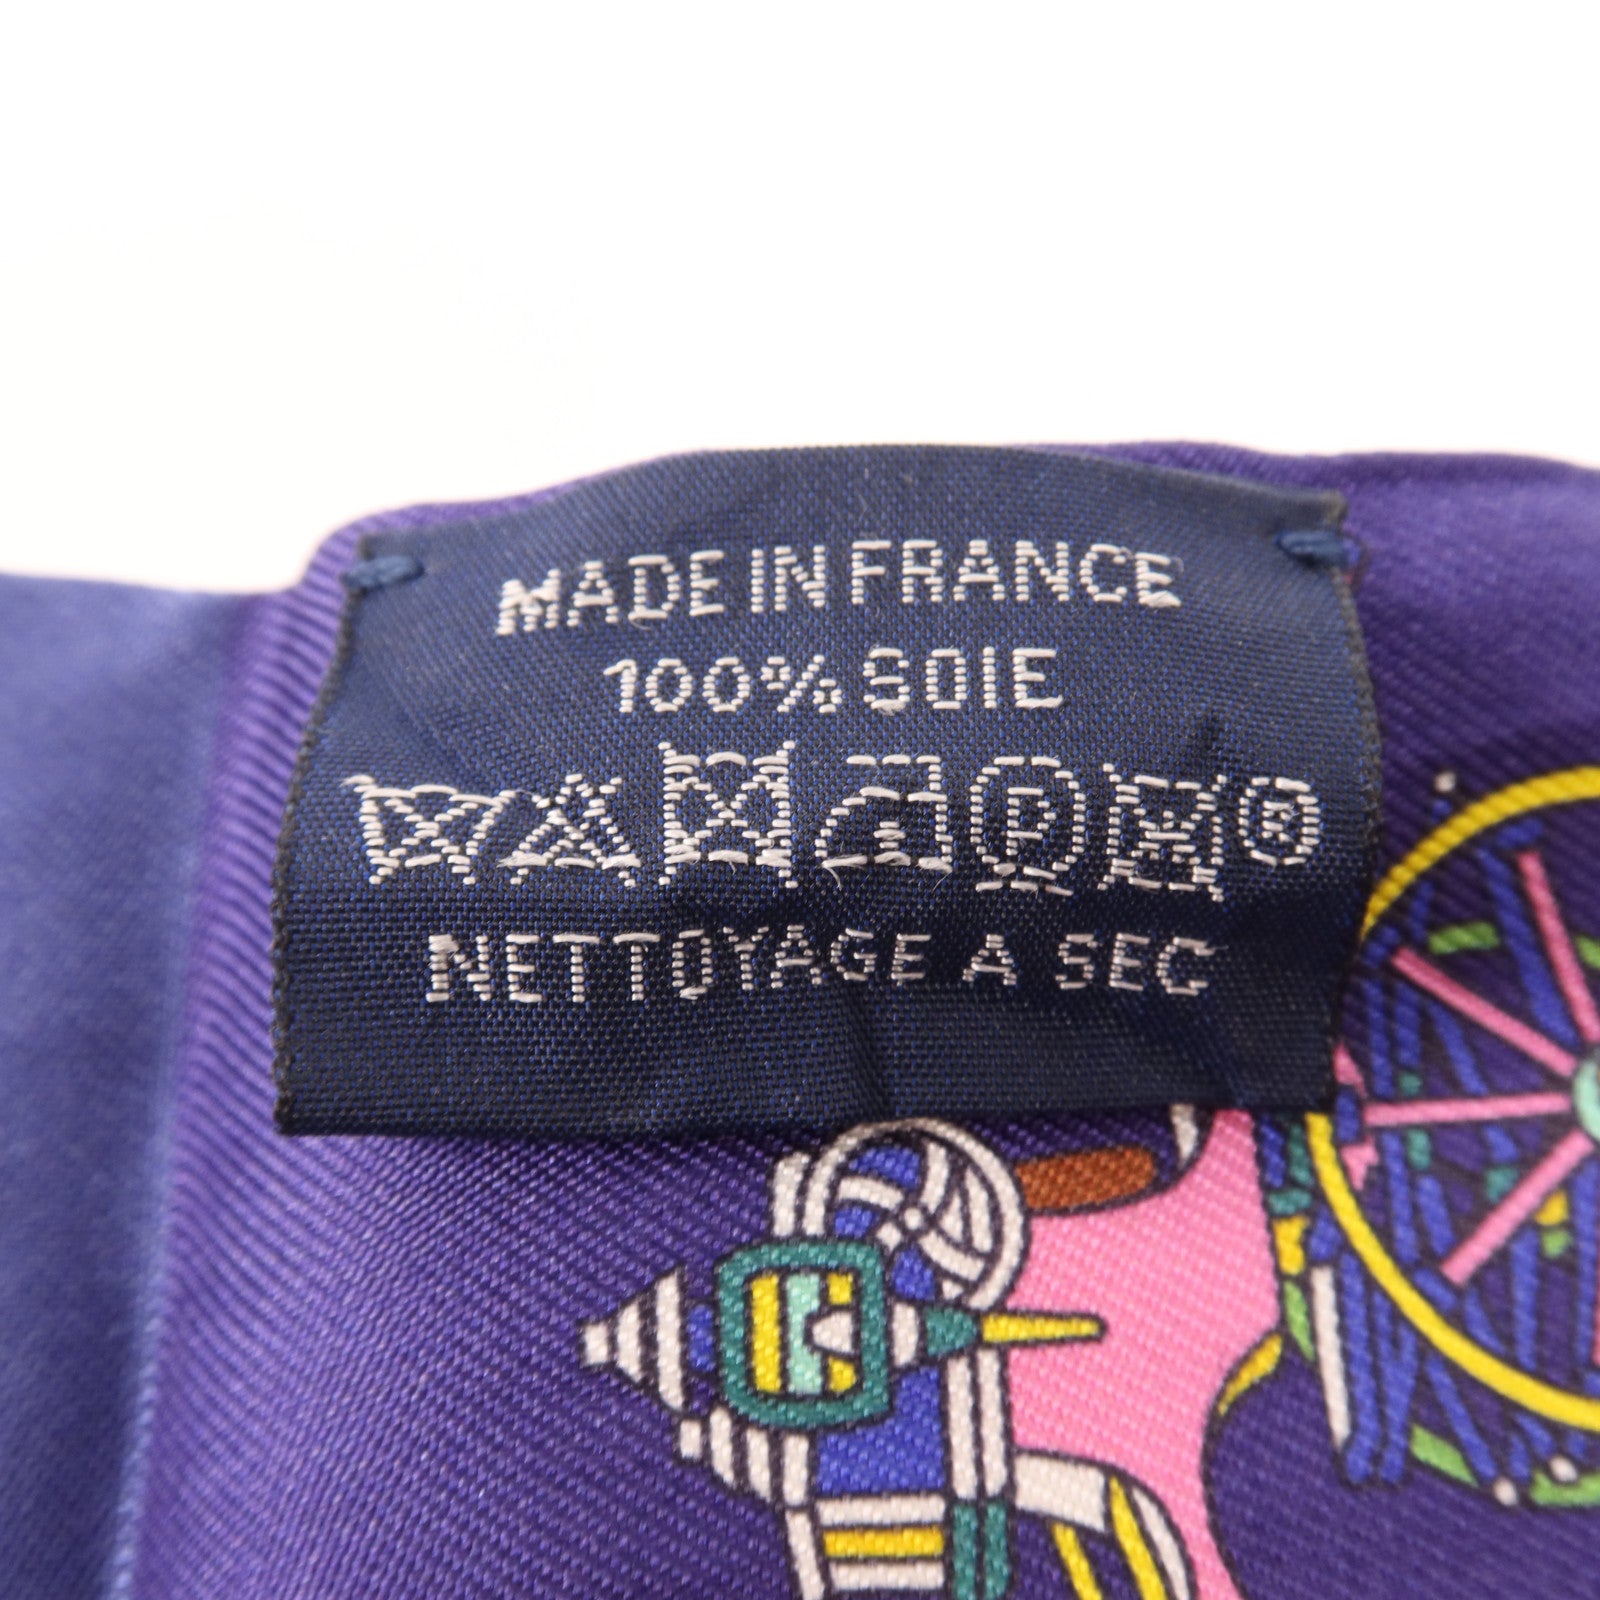 MADE IN FRANCE
100% SOIE
P ®
NETTOYAGE A SEC